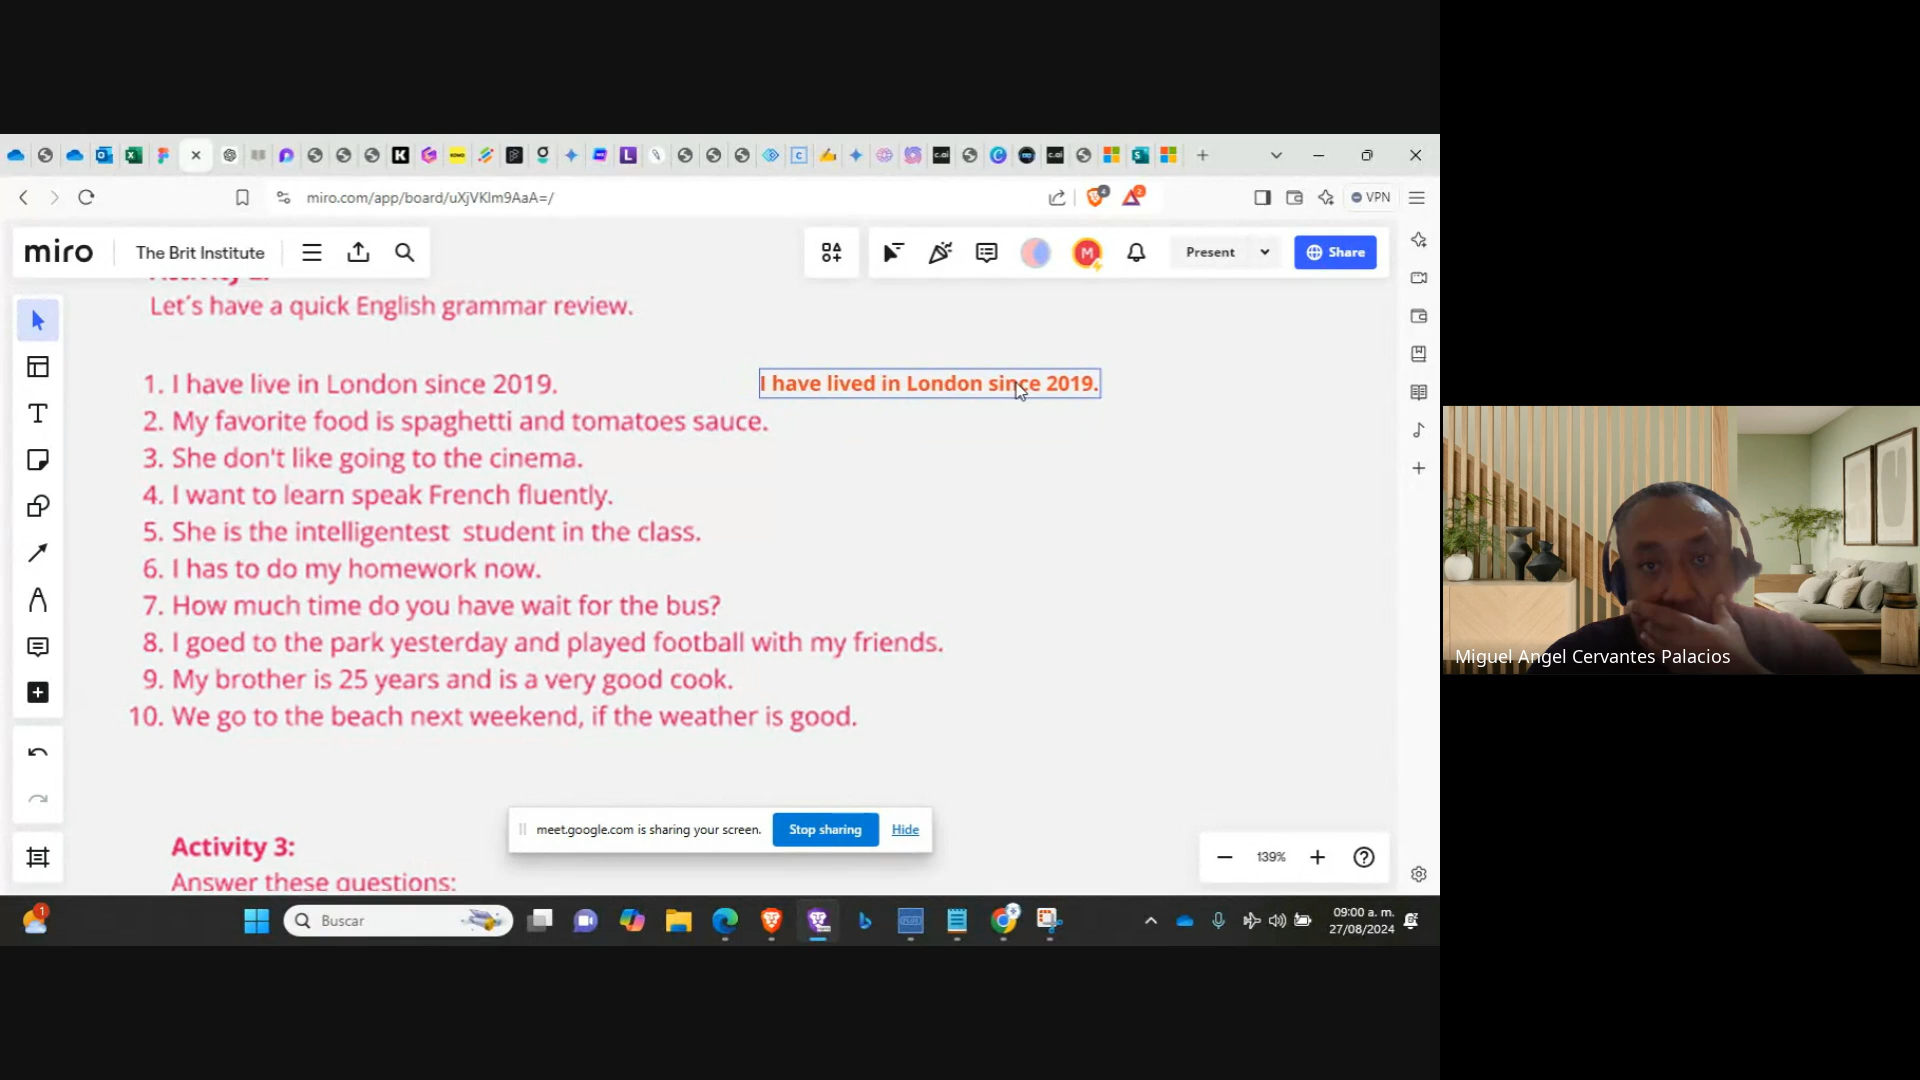 miro.com/app/board/uXjVKlm9AaA=/
VPN
miro
The Brit Institute
Present
Share
Let´s have a quick English grammar review.
1. I have live in London since 2019.
I have lived in London since 2019.
2. My favorite food is spaghetti and tomatoes sauce.
3. She don't like going to the cinema.
4. I want to learn speak French fluently.
5. She is the intelligentest student in the class.
6. I has to do my homework now.
7. How much time do you have wait for the bus?
8. I goed to the park yesterday and played football with my friends.
9. My brother is 25 years and is a very good cook.
10. We go to the beach next weekend, if the weather is good.
Miguel Angel Cervantes Palacios
meet.google.com is sharing your screen.
Stop sharing
Hide
Activity 3:
Answer these questions:
139%
Buscar
09:00 a. m.
27/08/2024